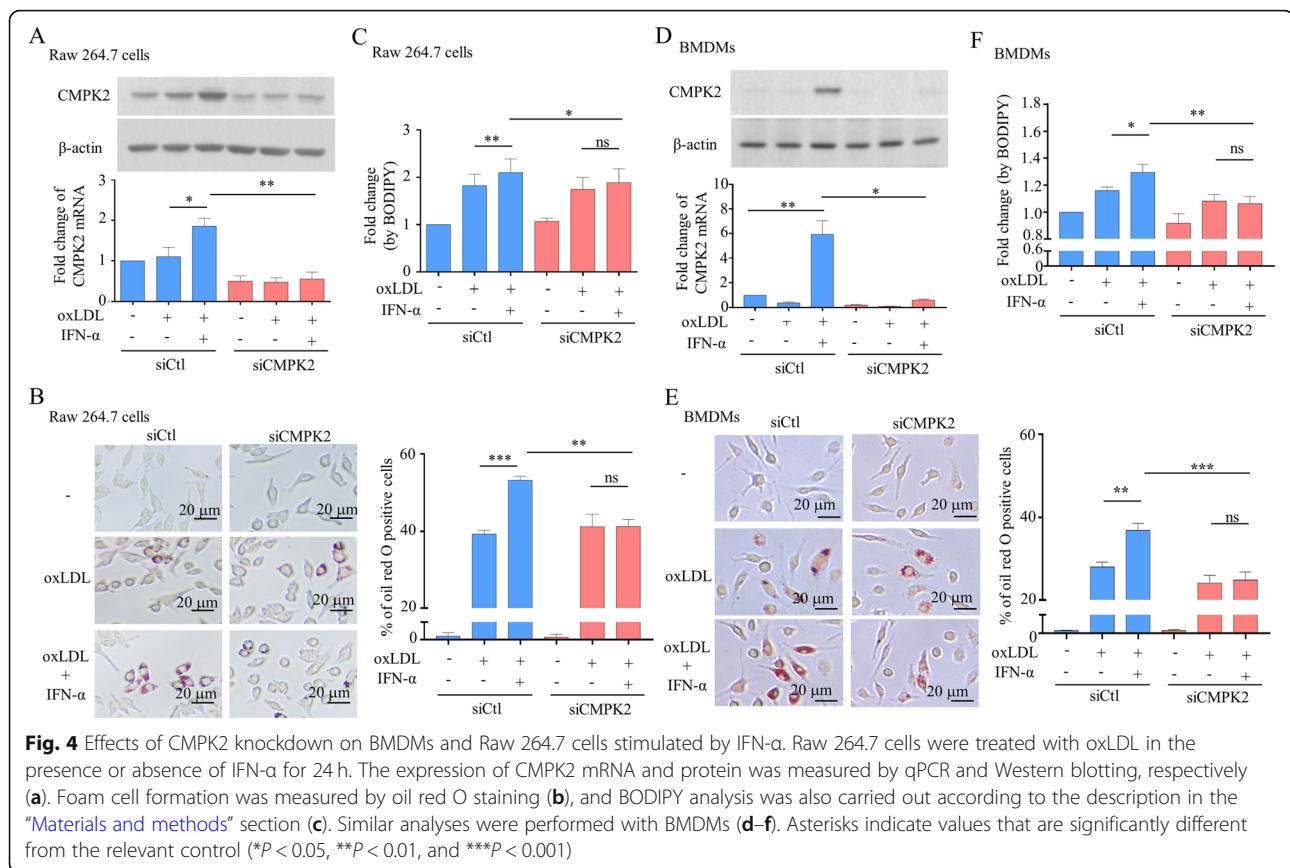 A
Raw 264.7 cells
CMPK2
β-actin
Fold change of
CMPK2 mRNA
3
2
1
0
*
**
oxLDL - + + - + +
IFN-α - - + - - +
siCtl siCMPK2
C
Raw 264.7 cells
Fold change
(by BODIPY)
3
2
1
0
**
*
ns
oxLDL - + + - + +
IFN-α - - + - - +
siCtl siCMPK2
D
BMDMs
CMPK2
β-actin
Fold change of
CMPK2 mRNA
10
8
6
4
2
0
**
*
oxLDL - + + - + +
IFN-α - - + - - +
siCtl siCMPK2
F
BMDMs
Fold change (by BODIPY)
1.8
1.6
1.4
1.2
1.0
0.8
0.6
0.4
*
**
ns
oxLDL - + + - + +
IFN-α - - + - - +
siCtl siCMPK2
B
Raw 264.7 cells
siCtl siCMPK2
-
20 μm 20 μm
oxLDL
20 μm 20 μm
oxLDL
+
IFN-α
20 μm 20 μm
% of oil red O positive cells
60
40
20
0
***
**
ns
oxLDL - + + - + +
IFN-α - - + - - +
siCtl siCMPK2
E
BMDMs
siCtl siCMPK2
-
20 μm 20 μm
oxLDL
20 μm 20 μm
oxLDL
+
IFN-α
20 μm 20 μm
% of oil red O positive cells
60
40
20
0
**
***
ns
oxLDL - + + - + +
IFN-α - - + - - +
siCtl siCMPK2
Fig. 4 Effects of CMPK2 knockdown on BMDMs and Raw 264.7 cells stimulated by IFN-α. Raw 264.7 cells were treated with oxLDL in the
presence or absence of IFN-α for 24 h. The expression of CMPK2 mRNA and protein was measured by qPCR and Western blotting, respectively
(a). Foam cell formation was measured by oil red O staining (b), and BODIPY analysis was also carried out according to the description in the
"Materials and methods" section (c). Similar analyses were performed with BMDMs (d–f). Asterisks indicate values that are significantly different
from the relevant control (*P < 0.05, **P < 0.01, and ***P < 0.001)